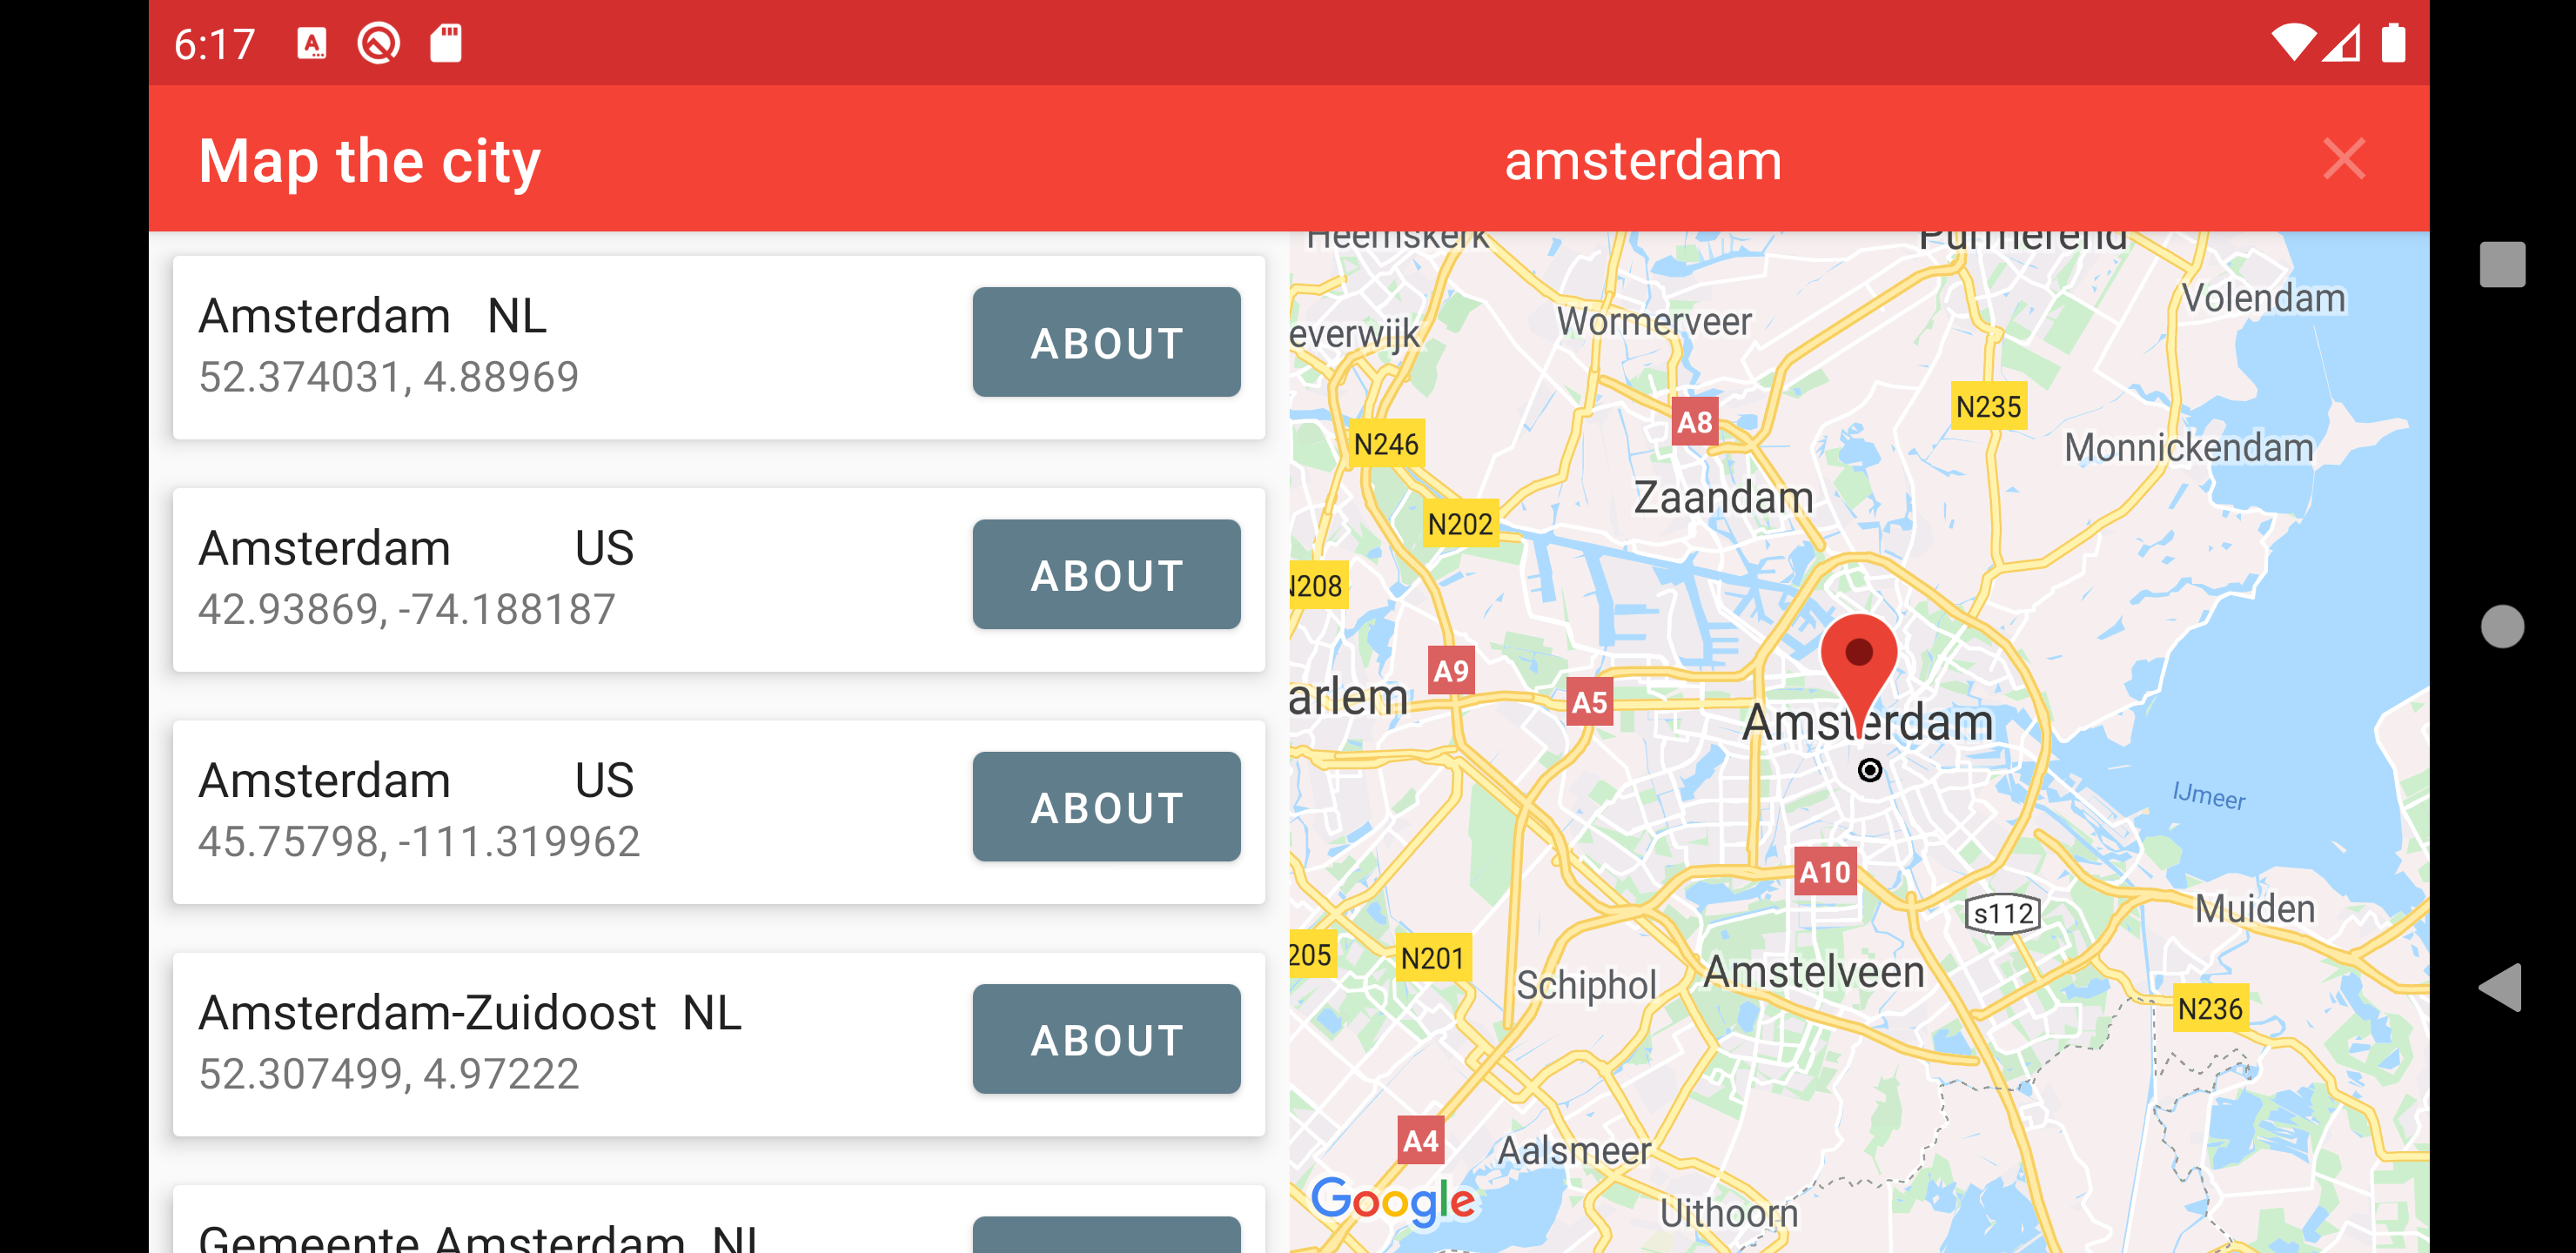 6:17
Map the city
amsterdam
Amsterdam NL
52.374031, 4.88969
ABOUT
Amsterdam US
42.93869, -74.188187
ABOUT
Amsterdam US
45.75798, -111.319962
ABOUT
Amsterdam-Zuidoost NL
52.307499, 4.97222
ABOUT
Gemeente Amsterdam NL
Heemskerk
Purmerend
Volendam
Wormerveer
everwijk
A8
N235
N246
Monnickendam
Zaandam
N202
N208
A9
arlem
A5
Amsterdam
IJmeer
A10
s112
Muiden
205
N201
Schiphol
Amstelveen
N236
A4
Aalsmeer
Google
Uithoorn